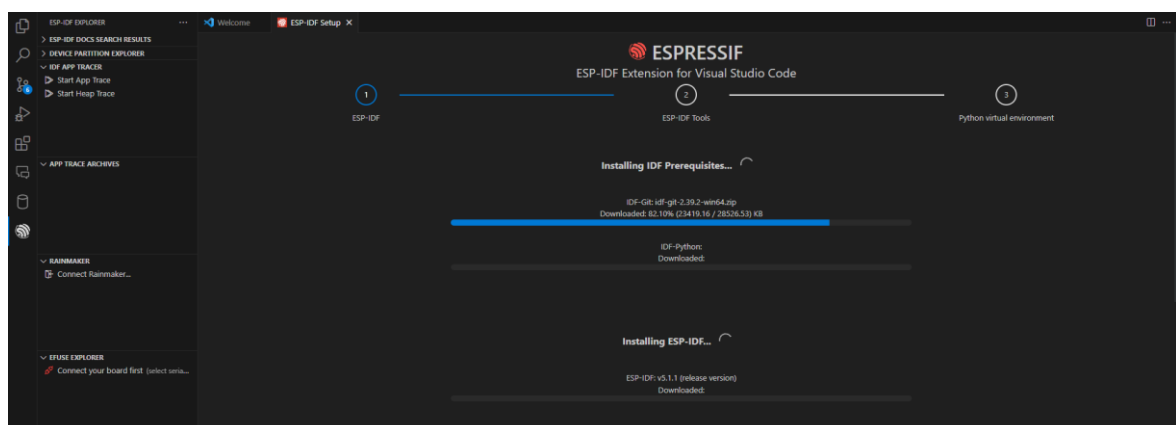 ESP-IDF EXPLORER
Welcome
ESP-IDF Setup
ESP-IDF DOCS SEARCH RESULTS
DEVICE PARTITION EXPLORER
IDF APP TRACER
Start App Trace
Start Heap Trace
6
APP TRACE ARCHIVES
RAINMAKER
Connect Rainmaker...
EFUSE EXPLORER
Connect your board first (select seria...
ESPRESSIF
ESP-IDF Extension for Visual Studio Code
1
2
3
ESP-IDF
ESP-IDF Tools
Python virtual environment
Installing IDF Prerequisites...
IDF-Git: idf-git-2.39.2-win64.zip
Downloaded: 82.10% (23419.16 / 28526.53) KB
IDF-Python:
Downloaded:
Installing ESP-IDF...
ESP-IDF: v5.1.1 (release version)
Downloaded: